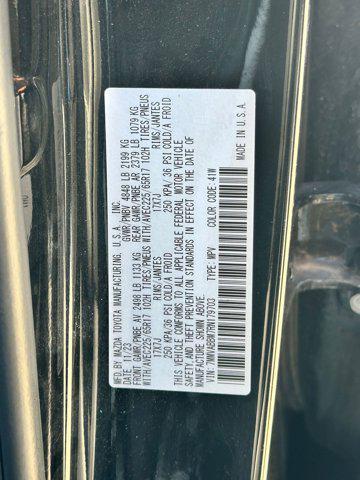 MFD. BY MAZDA TOYOTA MANUFACTURING, U.S.A., INC.
DATE: 11/23 GVWR/PNBV 4848 LB 2199 KG
FRONT GAWR/PNBE AV 2498 LB 1133 KG REAR GAWR/PNBE AR 2379 LB 1079 KG
WITH/AVEC225/65R17 102H TIRES/PNEUS WITH/AVEC225/65R17 102H TIRES/PNEUS
17X7J RIMS/JANTES 17X7J RIMS/JANTES
250 KPA/ 36 PSI COLD/A FROID 250 KPA/ 36 PSI COLD/A FROID
THIS VEHICLE CONFORMS TO ALL APPLICABLE FEDERAL MOTOR VEHICLE
SAFETY,AND THEFT PREVENTION STANDARDS IN EFFECT ON THE DATE OF
MANUFACTURE SHOWN ABOVE.
VIN: TYPE: MPV COLOR CODE: 41W
MADE IN U.S.A.